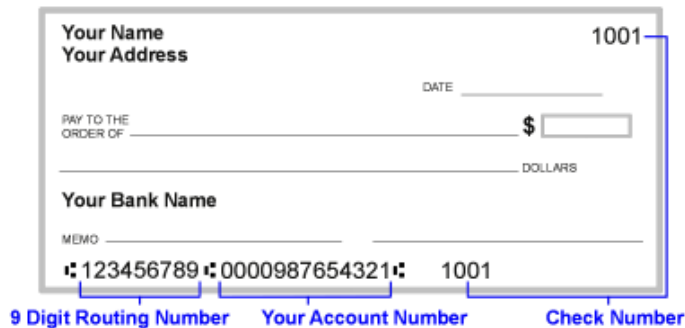 Your Name 1001
Your Address
DATE
PAY TO THE
ORDER OF $
DOLLARS
Your Bank Name
MEMO
⑆123456789⑆0000987654321⑆ 1001
9 Digit Routing Number Your Account Number Check Number